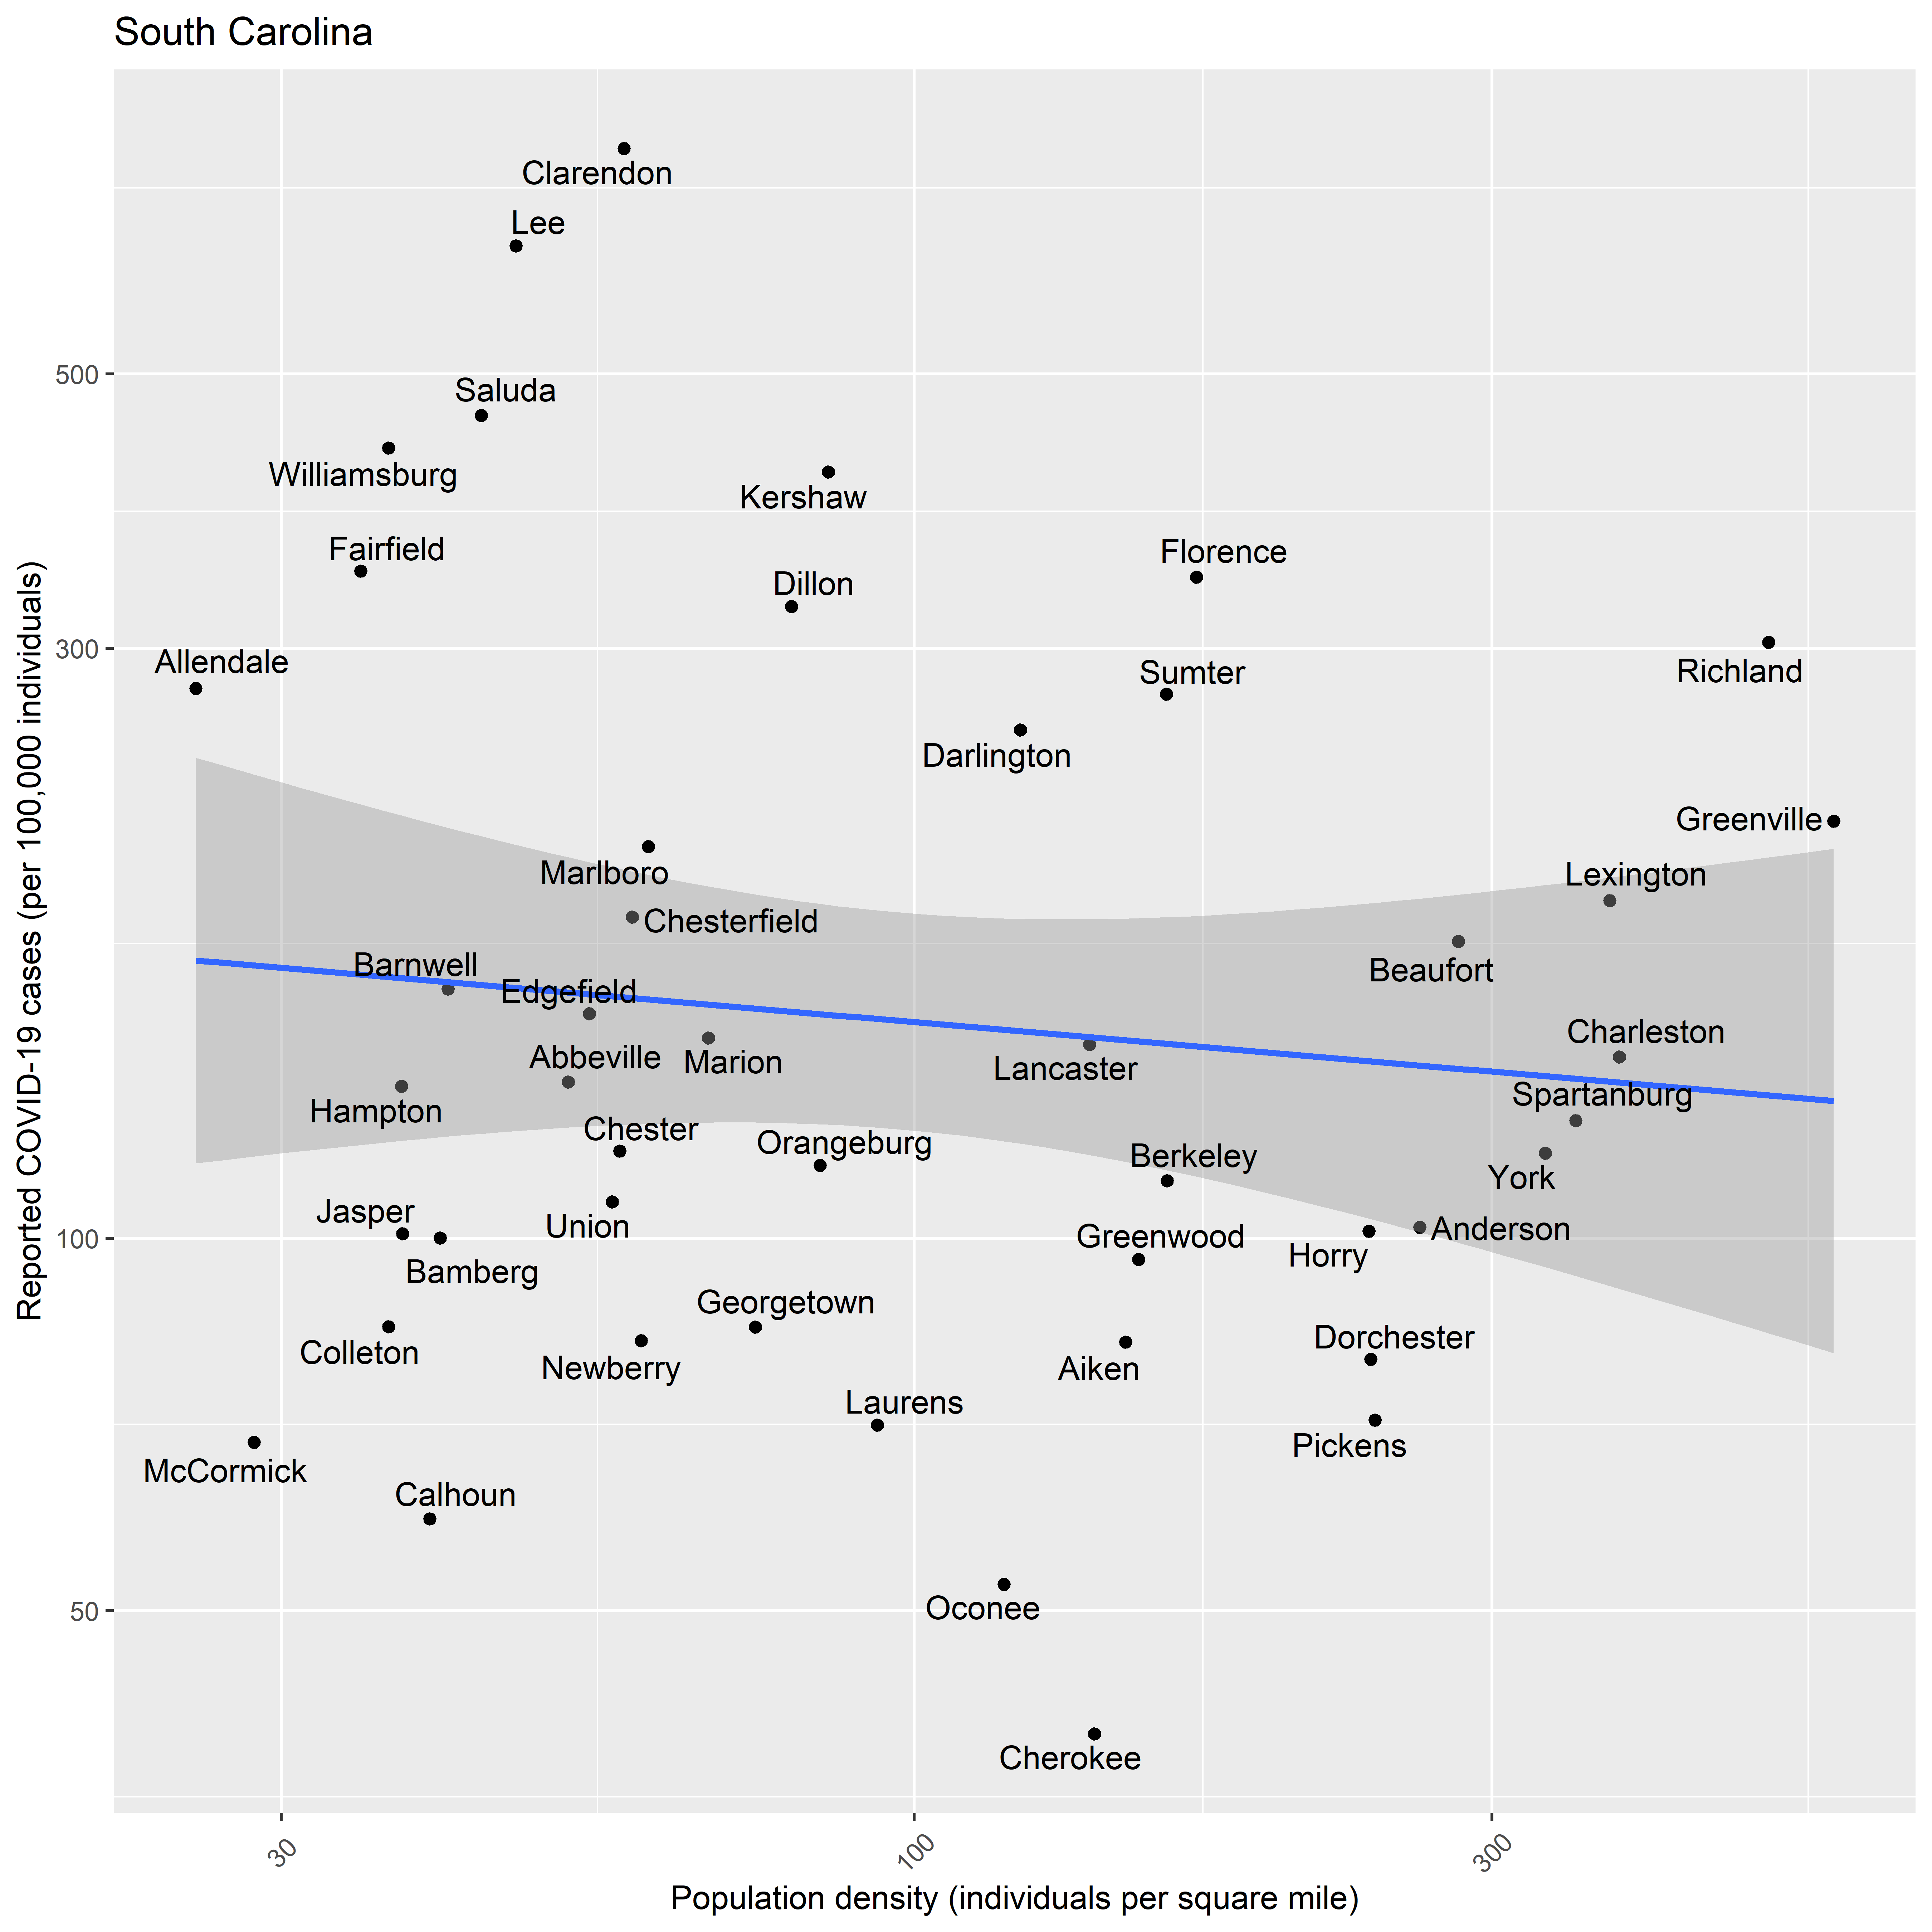 South Carolina
Clarendon
Lee
500
Saluda
Williamsburg
Kershaw
Fairfield
Florence
Dillon
300
Allendale
Sumter
Richland
Darlington
Greenville
Marlboro
Lexington
Chesterfield
Barnwell
Beaufort
Edgefield
Charleston
Abbeville
Marion
Lancaster
Spartanburg
Hampton
Chester
Orangeburg
Berkeley
York
Jasper
Union
Anderson
100
Greenwood
Horry
Bamberg
Georgetown
Dorchester
Colleton
Newberry
Aiken
Laurens
Pickens
McCormick
Calhoun
50
Oconee
Cherokee
30
100
300
Population density (individuals per square mile)
Reported COVID-19 cases (per 100,000 individuals)